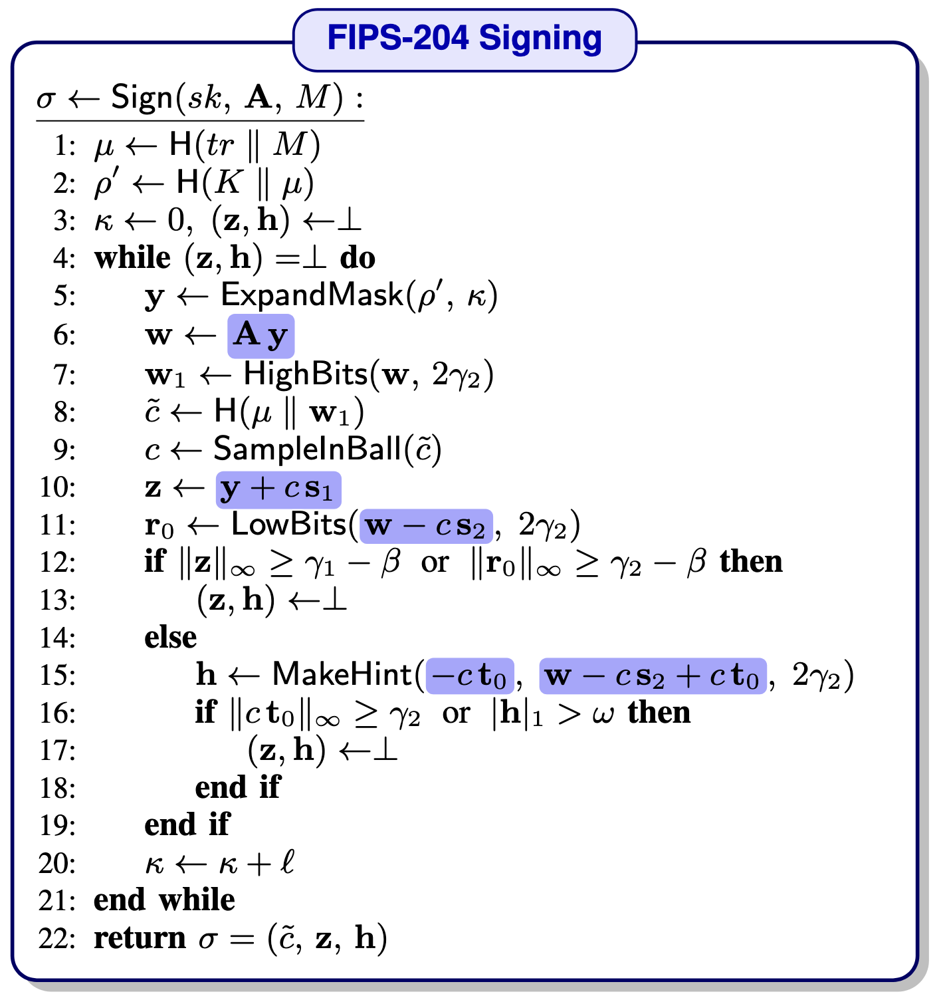 FIPS-204 Signing
σ ← Sign(sk, A, M) :
1: μ ← H(tr ∥ M)
2: ρ′ ← H(K ∥ μ)
3: κ ← 0, (z, h) ←⊥
4: while (z, h) =⊥ do
5: y ← ExpandMask(ρ′, κ)
6: w ← A y
7: w₁ ← HighBits(w, 2γ₂)
8: c̃ ← H(μ ∥ w₁)
9: c ← SampleInBall(c̃)
10: z ← y + c s₁
11: r₀ ← LowBits(w − c s₂, 2γ₂)
12: if ∥z∥∞ ≥ γ₁ − β or ∥r₀∥∞ ≥ γ₂ − β then
13: (z, h) ←⊥
14: else
15: h ← MakeHint(−c t₀, w − c s₂ + c t₀, 2γ₂)
16: if ∥c t₀∥∞ ≥ γ₂ or |h|₁ > ω then
17: (z, h) ←⊥
18: end if
19: end if
20: κ ← κ + ℓ
21: end while
22: return σ = (c̃, z, h)